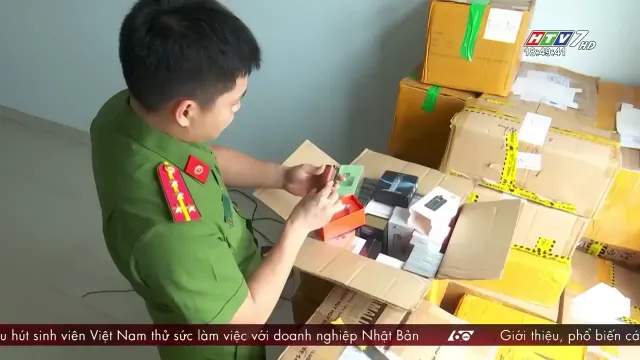 HTV7 HD
18:49:41
u hút sinh viên Việt Nam thử sức làm việc với doanh nghiệp Nhật Bản
Giới thiệu, phổ biến cá